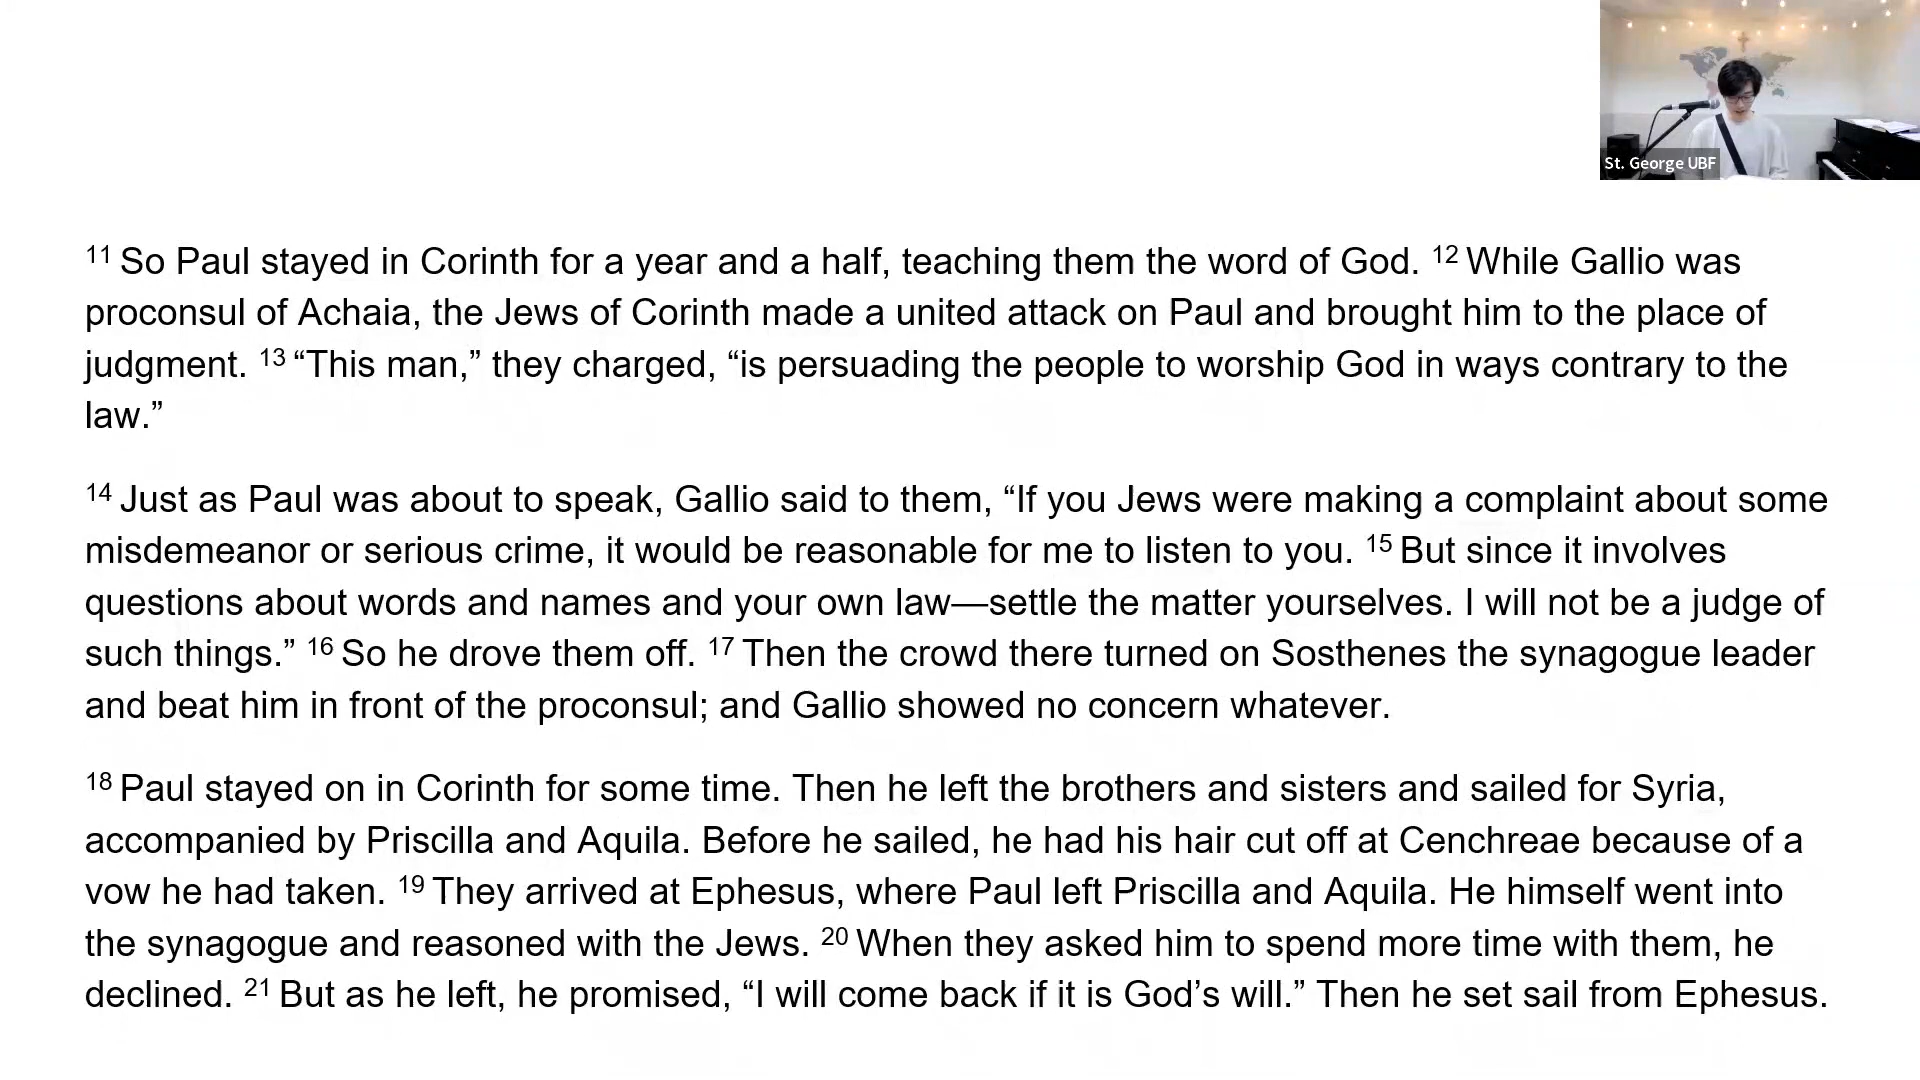 St. George UBF
11 So Paul stayed in Corinth for a year and a half, teaching them the word of God. 12 While Gallio was
proconsul of Achaia, the Jews of Corinth made a united attack on Paul and brought him to the place of
judgment. 13 “This man,” they charged, “is persuading the people to worship God in ways contrary to the
law.”
14 Just as Paul was about to speak, Gallio said to them, “If you Jews were making a complaint about some
misdemeanor or serious crime, it would be reasonable for me to listen to you. 15 But since it involves
questions about words and names and your own law—settle the matter yourselves. I will not be a judge of
such things.” 16 So he drove them off. 17 Then the crowd there turned on Sosthenes the synagogue leader
and beat him in front of the proconsul; and Gallio showed no concern whatever.
18 Paul stayed on in Corinth for some time. Then he left the brothers and sisters and sailed for Syria,
accompanied by Priscilla and Aquila. Before he sailed, he had his hair cut off at Cenchreae because of a
vow he had taken. 19 They arrived at Ephesus, where Paul left Priscilla and Aquila. He himself went into
the synagogue and reasoned with the Jews. 20 When they asked him to spend more time with them, he
declined. 21 But as he left, he promised, “I will come back if it is God’s will.” Then he set sail from Ephesus.